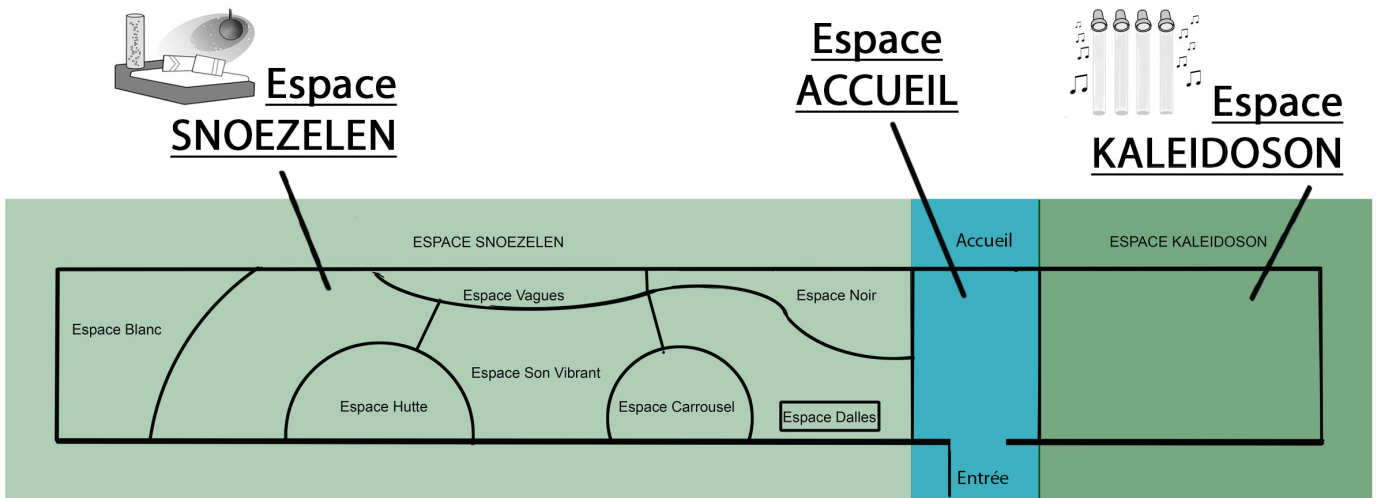 Espace
SNOEZELEN
Espace
ACCUEIL
Espace
KALEIDOSON
ESPACE SNOEZELEN
Accueil
ESPACE KALEIDOSON
Espace Vagues
Espace Noir
Espace Blanc
Espace Son Vibrant
Espace Hutte
Espace Carrousel
Espace Dalles
Entrée